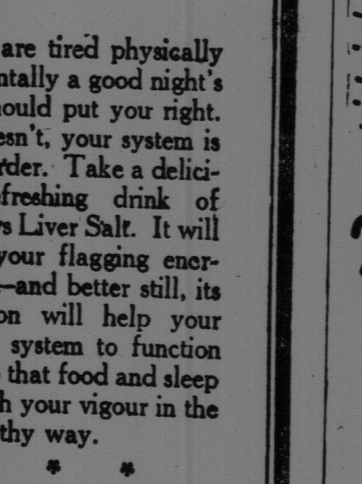 are tired physically
ntally a good night's
ould put your right.
esn't, your system is
rder. Take a delici-
freshing drink of
s Liver Salt. It will
your flagging ener-
—and better still, its
on will help your
system to function
that food and sleep
h your vigour in the
thy way.
* *